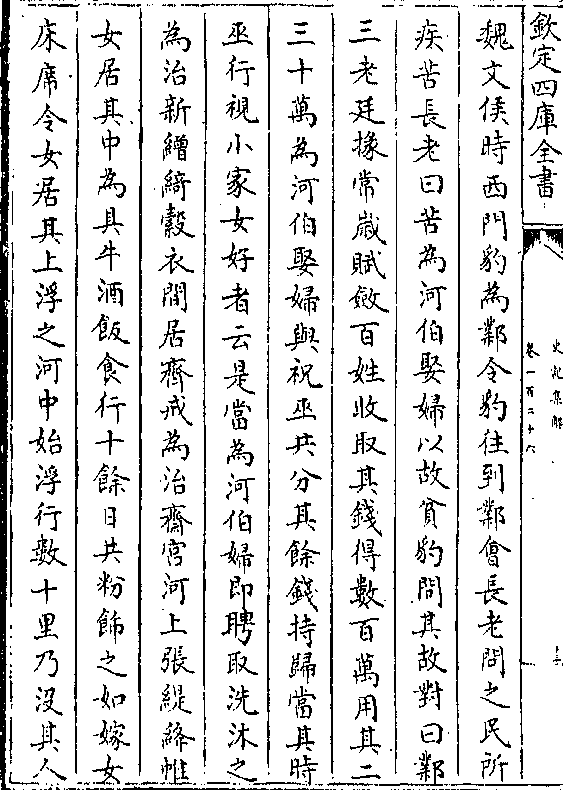 欽定四庫全書
史記集解
卷一百二十六
十三
魏文侯時西門豹為鄴令豹往到鄴會長老問之民所
疾苦長老曰苦為河伯娶婦以故貧豹問其故對曰鄴
三老廷掾常歲賦斂百姓收取其錢得數百萬用其二
三十萬為河伯娶婦與祝巫共分其餘錢持歸當其時
巫行視小家女好者云是當為河伯婦即聘取洗沐之
為治新繒綺縠衣閒居齋戒為治齋宮河上張緹絳帷
女居其中為具牛酒飯食行十餘日共粉飾之如嫁女
床席令女居其上浮之河中始浮行數十里乃沒其人